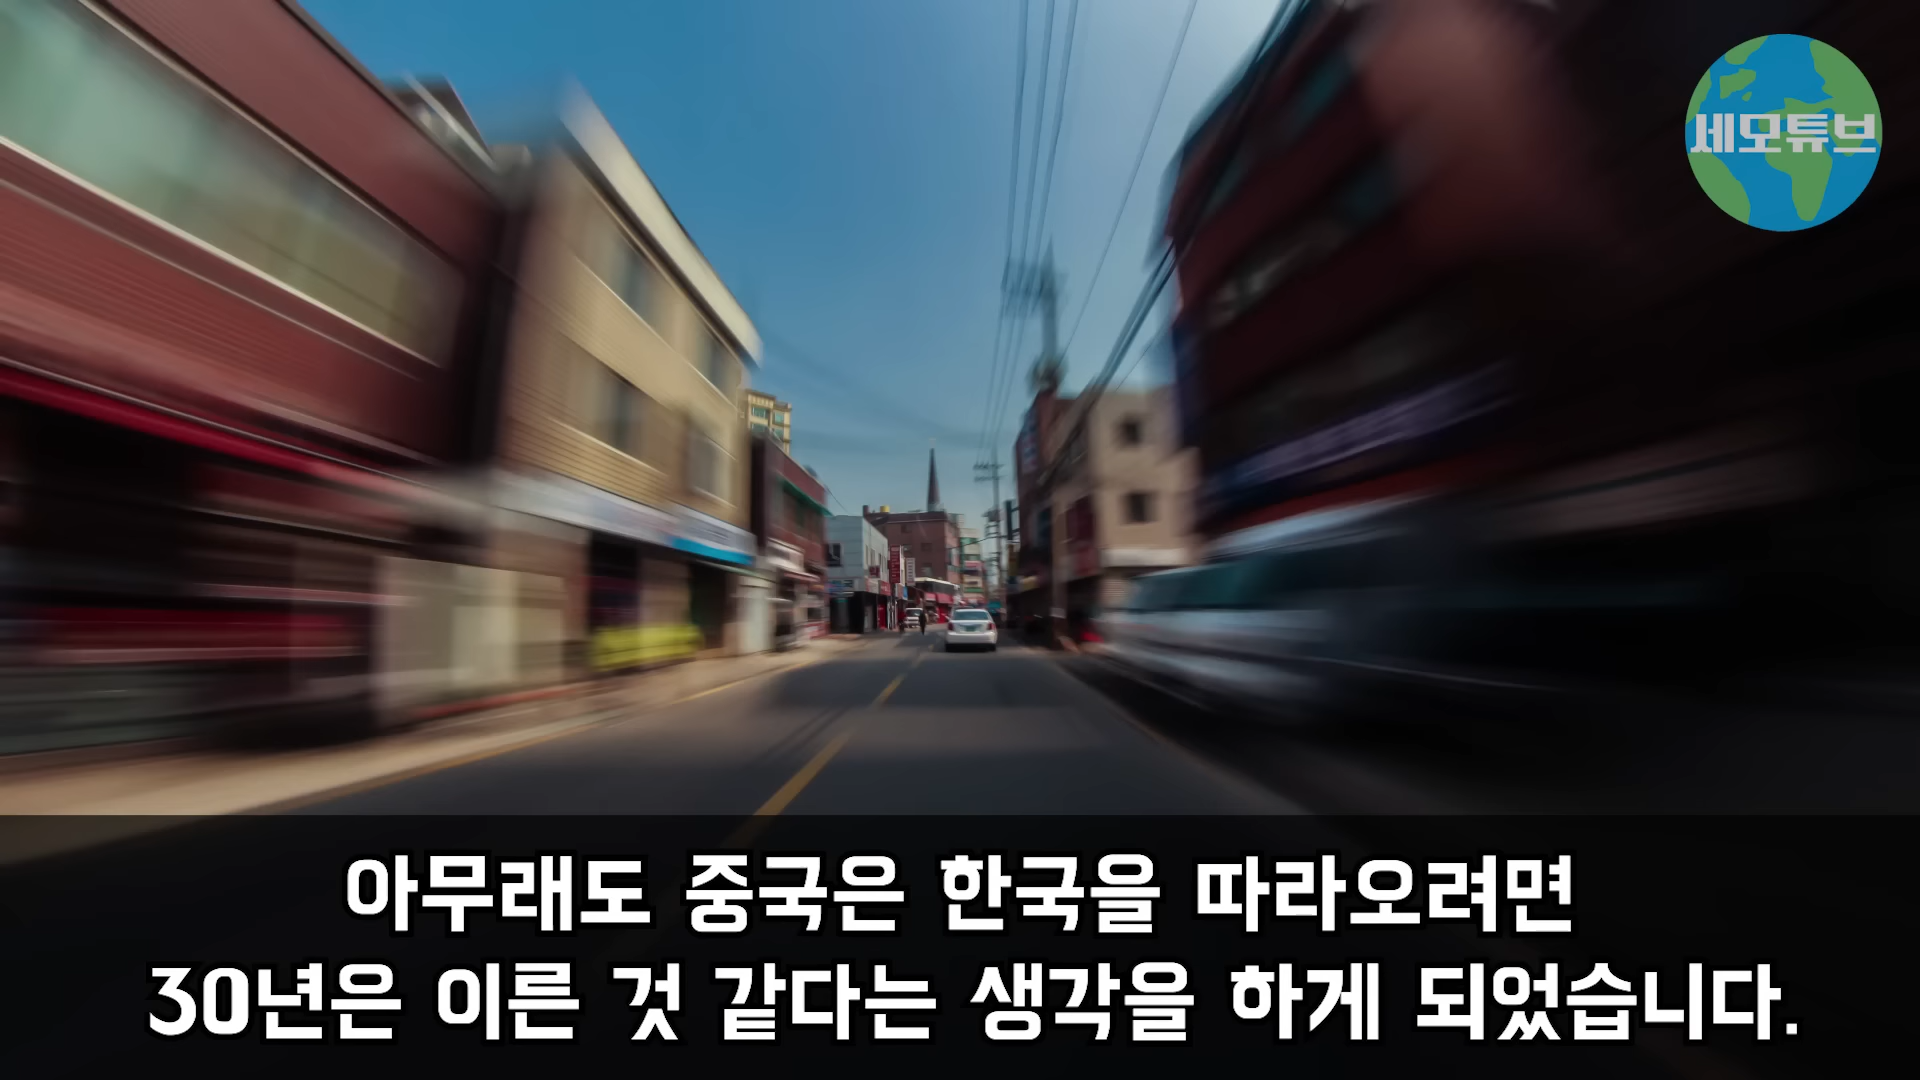 세모튜브
아무래도 중국은 한국을 따라오려면
30년은 이른 것 같다는 생각을 하게 되었습니다.